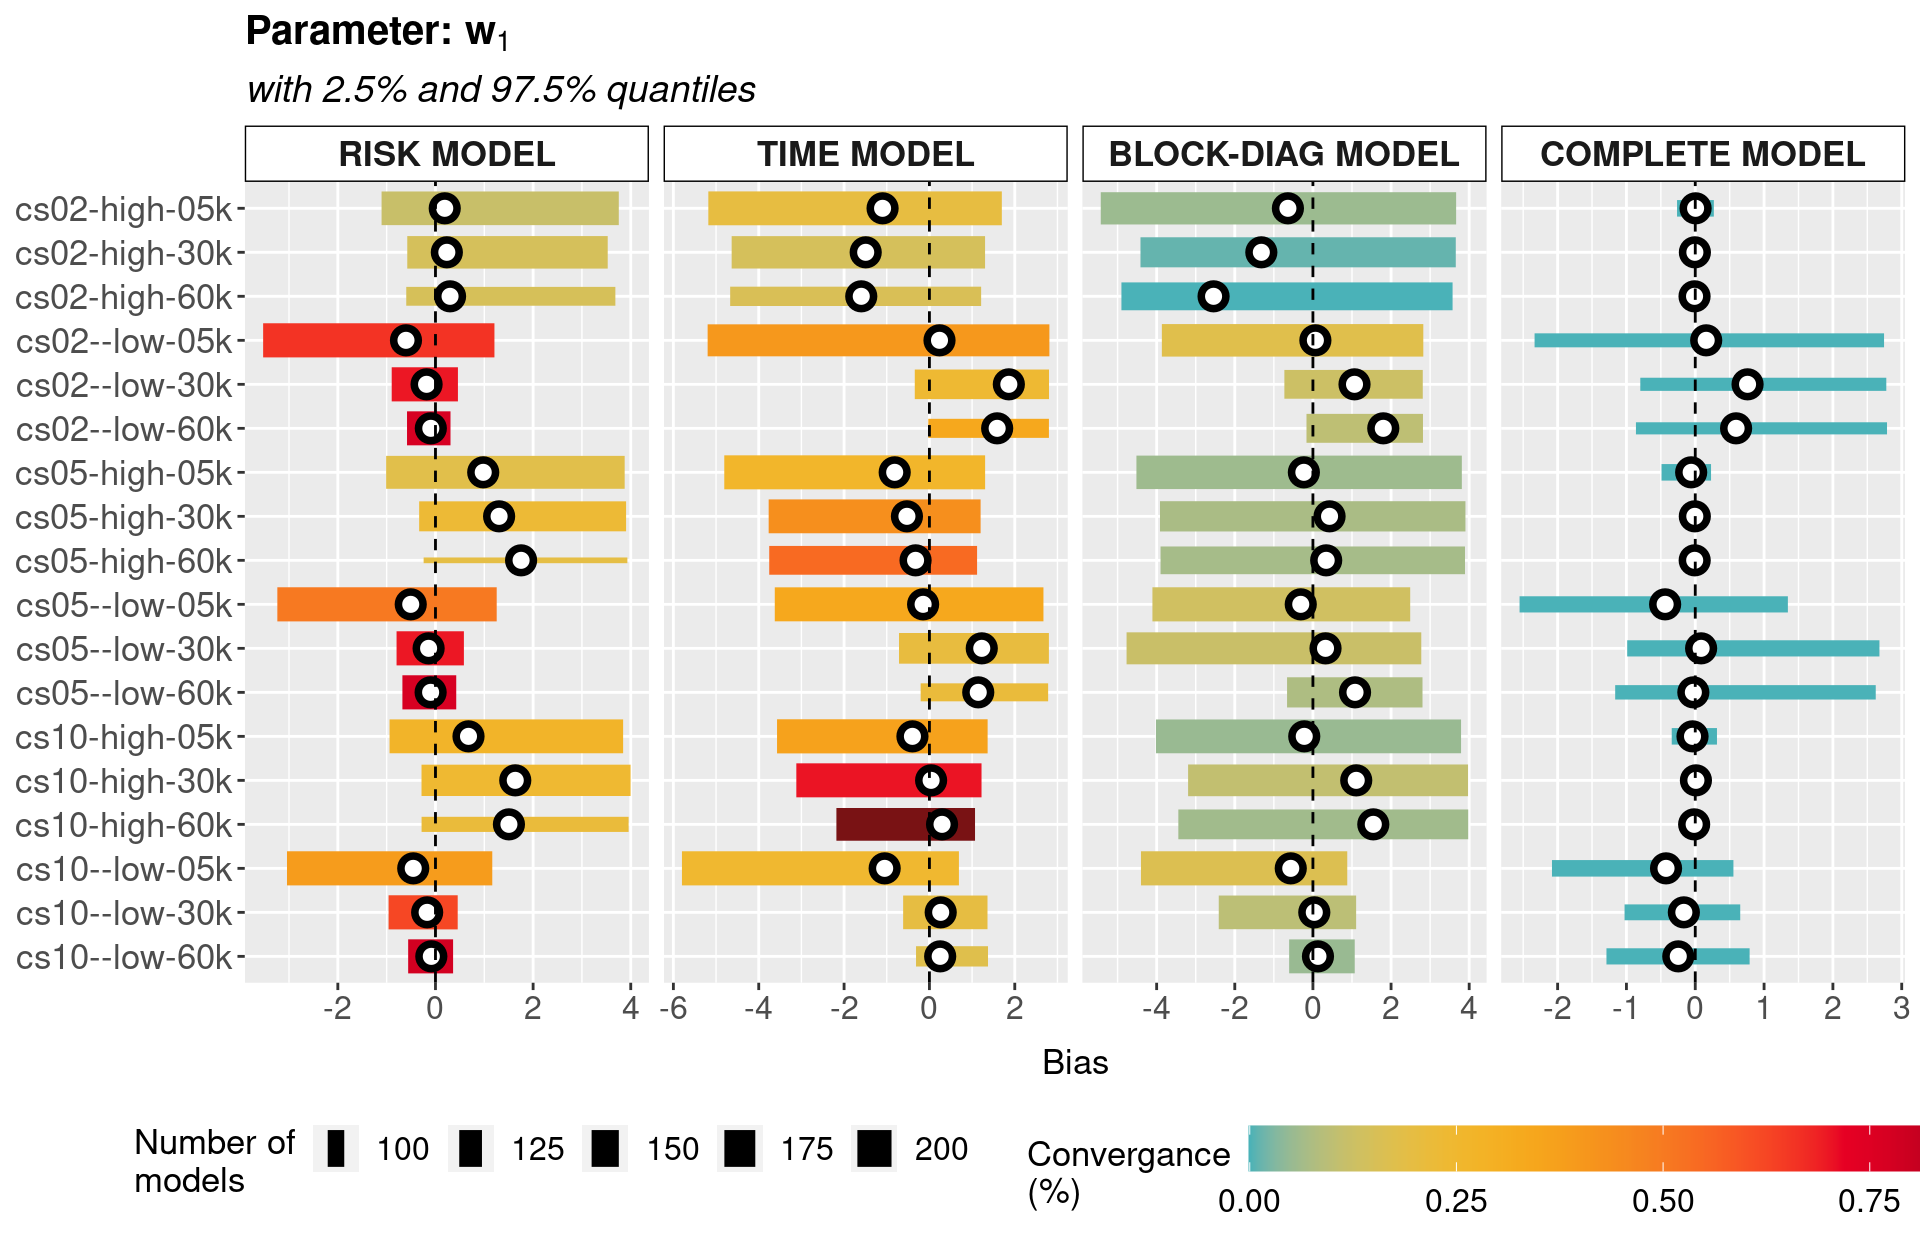 Parameter: w₁
with 2.5% and 97.5% quantiles
RISK MODEL TIME MODEL BLOCK-DIAG MODEL COMPLETE MODEL
cs02-high-05k
cs02-high-30k
cs02-high-60k
cs02--low-05k
cs02--low-30k
cs02--low-60k
cs05-high-05k
cs05-high-30k
cs05-high-60k
cs05--low-05k
cs05--low-30k
cs05--low-60k
cs10-high-05k
cs10-high-30k
cs10-high-60k
cs10--low-05k
cs10--low-30k
cs10--low-60k
-2 0 2 4 -6 -4 -2 0 2 -4 -2 0 2 4 -2 -1 0 1 2 3
Bias
Number of
models
100 125 150 175 200
Convergance
(%)
0.00 0.25 0.50 0.75